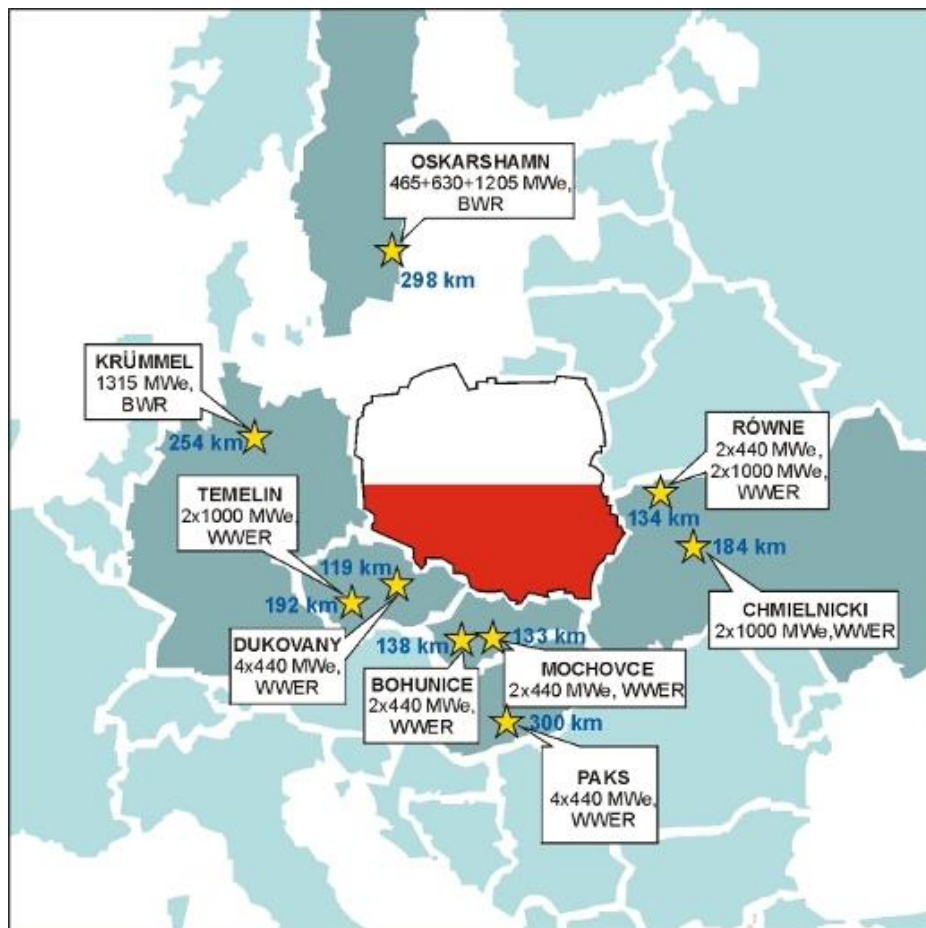 OSKARSHAMN
465+630+1205 MWe,
BWR
298 km
KRÜMMEL
1315 MWe,
BWR
254 km
RÓWNE
2x440 MWe,
2x1000 MWe,
WWER
134 km
TEMELIN
2x1000 MWe,
WWER
192 km
184 km
CHMIELNICKI
2x1000 MWe,WWER
119 km
DUKOVANY
4x440 MWe,
WWER
138 km
BOHUNICE
2x440 MWe,
WWER
133 km
MOCHOVCE
2x440 MWe, WWER
300 km
PAKS
4x440 MWe,
WWER